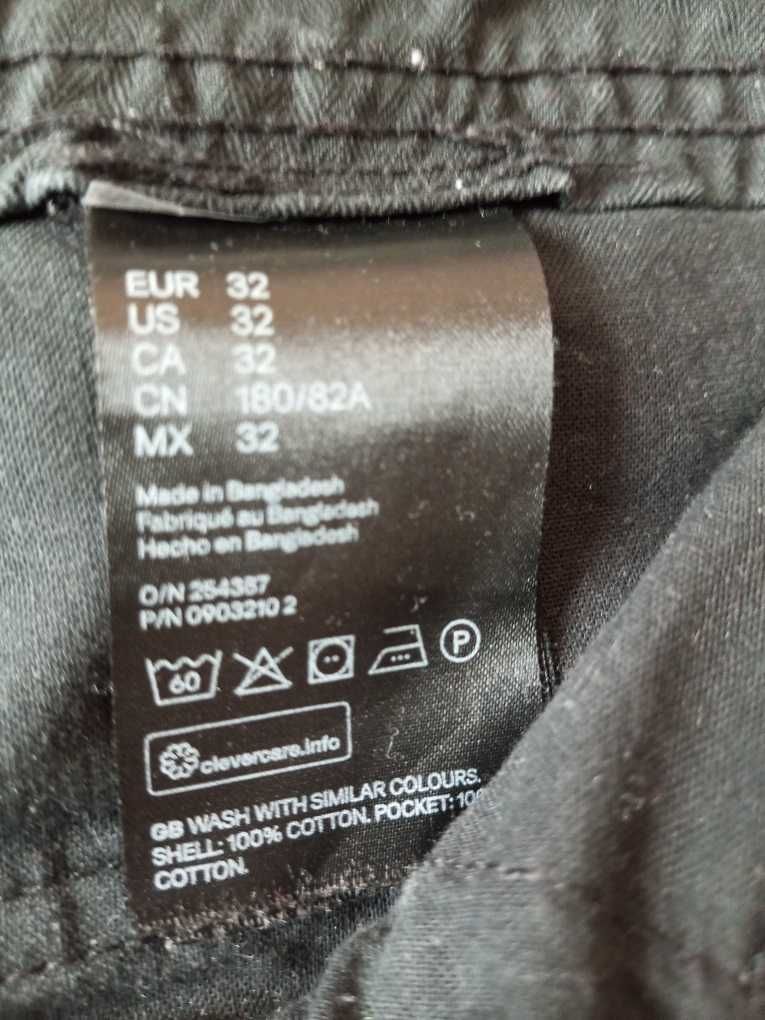 EUR 32
US 32
CA 32
CN 180/82A
MX 32
Made in Bangladesh
Fabriqué au Bangladesh
Hecho en Bangladesh
O/N 254387
P/N 0903210 2
60 P
clevercare.info
GB WASH WITH SIMILAR COLOURS.
SHELL: 100% COTTON. POCKET: 100
COTTON.